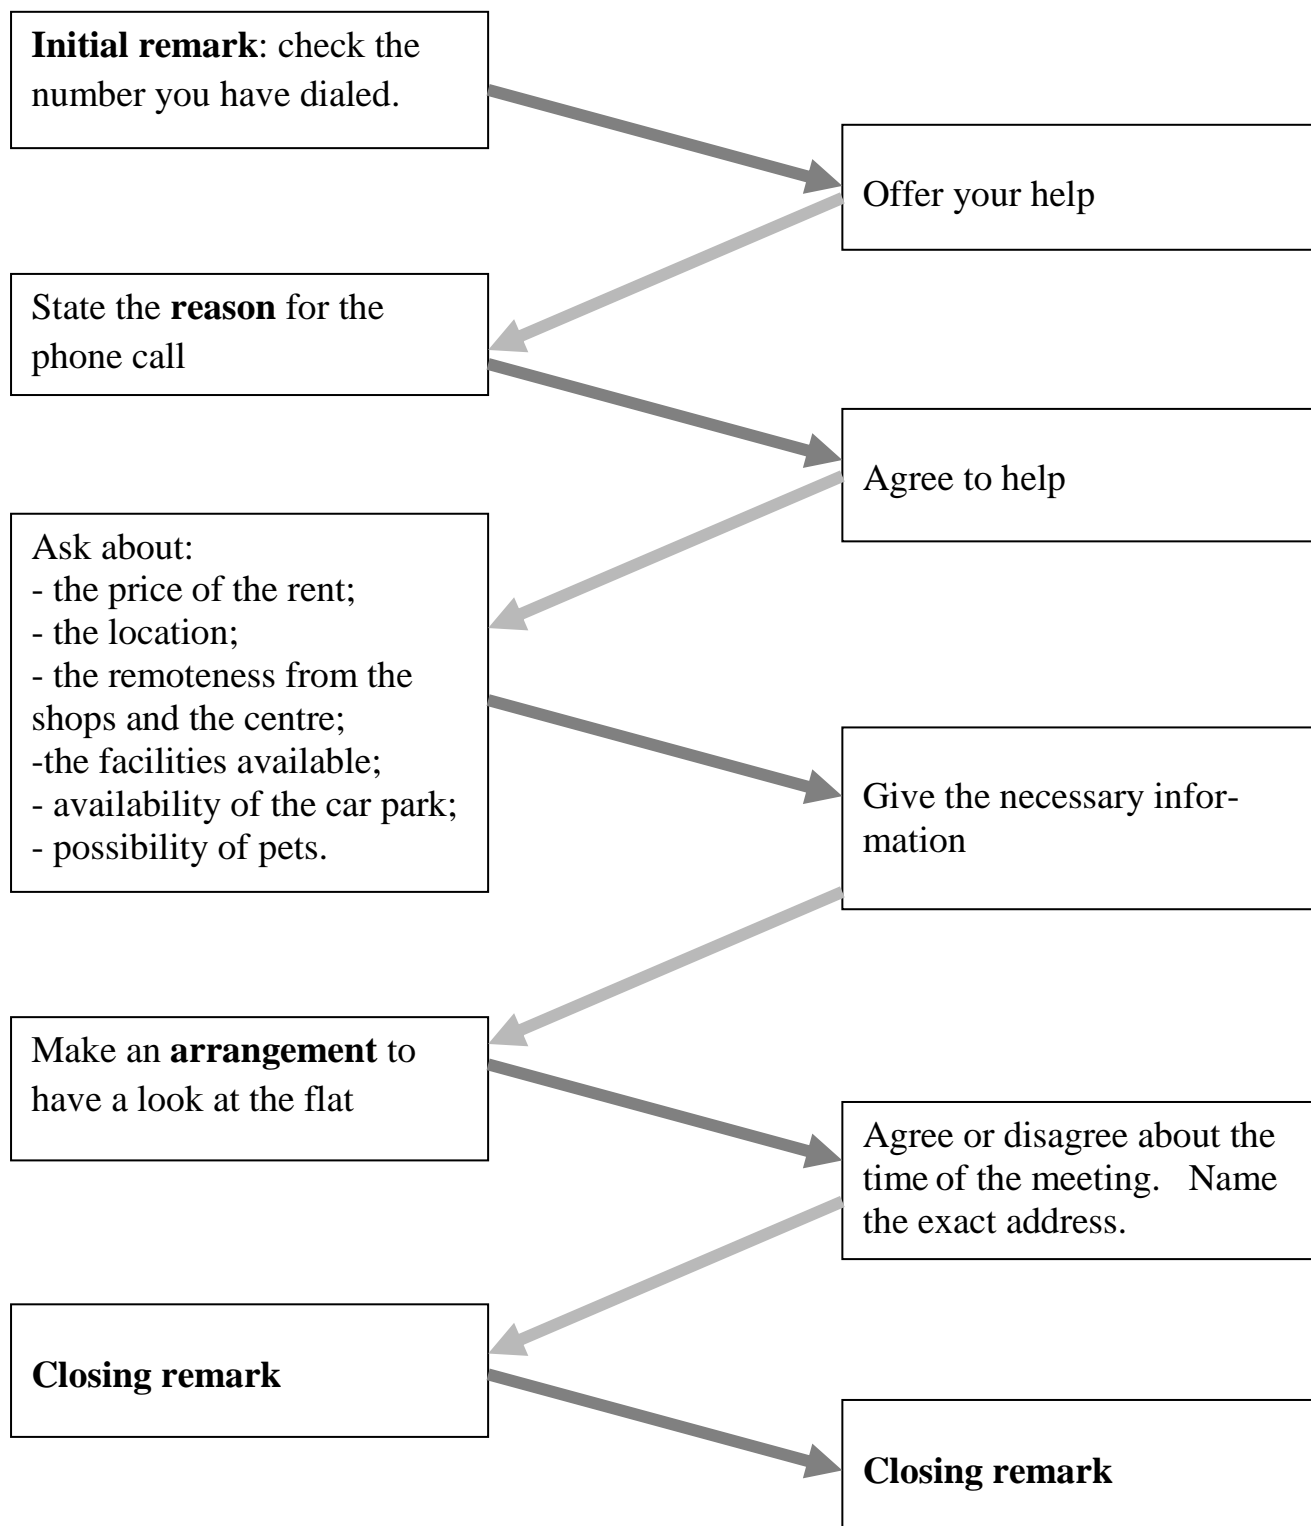 Initial remark: check the
number you have dialed.
Offer your help
State the reason for the
phone call
Agree to help
Ask about:
- the price of the rent;
- the location;
- the remoteness from the
shops and the centre;
-the facilities available;
- availability of the car park;
- possibility of pets.
Give the necessary infor-
mation
Make an arrangement to
have a look at the flat
Agree or disagree about the
time of the meeting.   Name
the exact address.
Closing remark
Closing remark